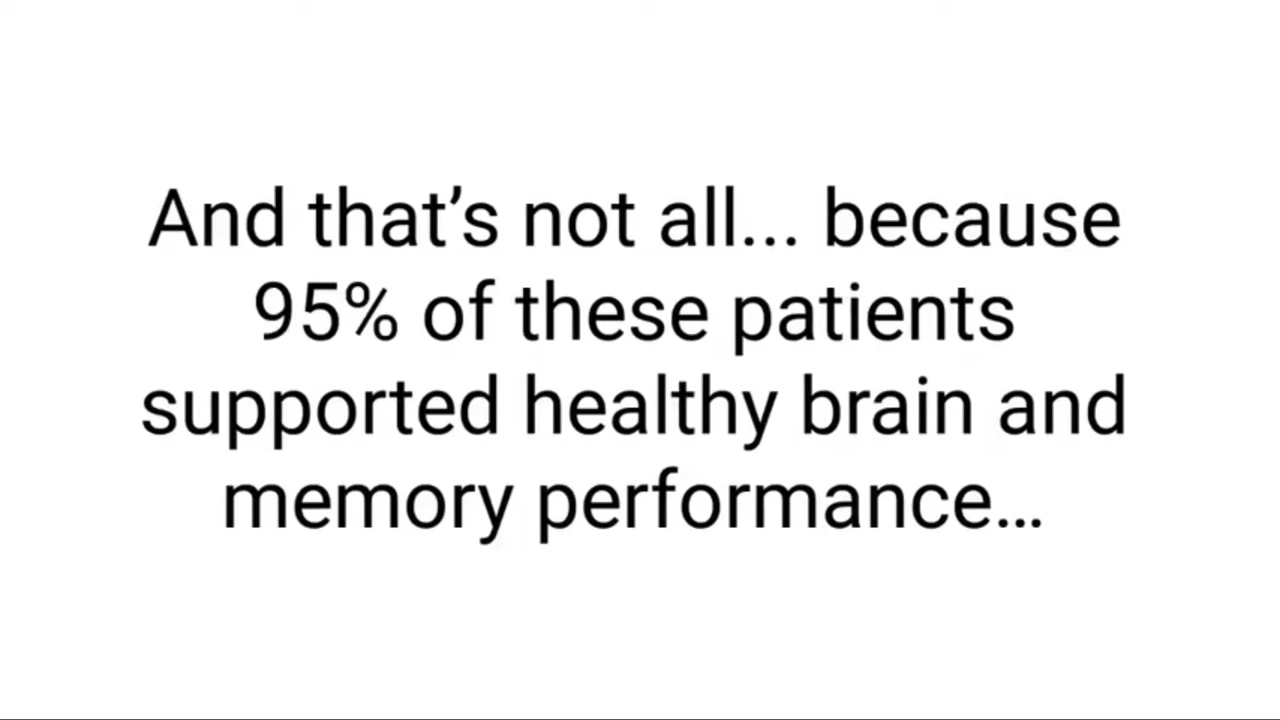 And that’s not all... because
95% of these patients
supported healthy brain and
memory performance…